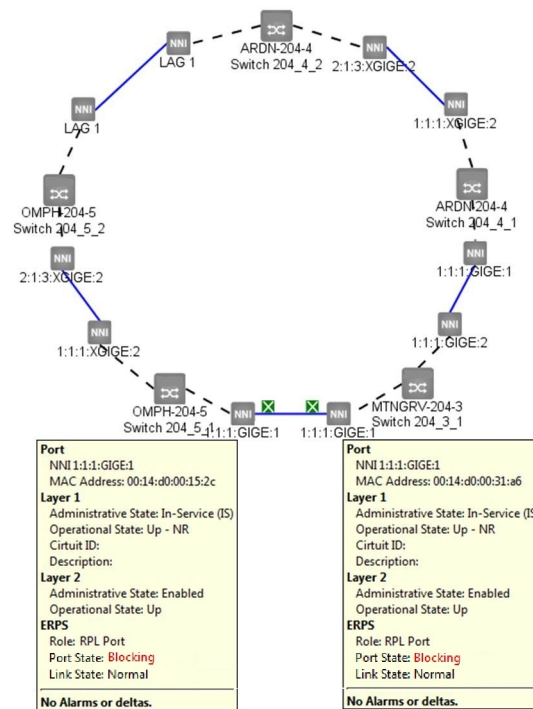 NNI
ARDN-204-4
Switch 204_4_2
LAG 1
NNI
2:1:3:XGIGE:2
NNI
LAG 1
NNI
1:1:1:XGIGE:2
OMPH-204-5
Switch 204_5_2
ARDN-204-4
Switch 204_4_1
NNI
2:1:3:XGIGE:2
NNI
1:1:1:GIGE:1
NNI
1:1:1:XGIGE:2
NNI
1:1:1:GIGE:2
OMPH-204-5
Switch 204_5_1
NNI
1:1:1:GIGE:1
NNI
1:1:1:GIGE:1
MTNGRV-204-3
Switch 204_3_1
Port
NNI 1:1:1:GIGE:1
MAC Address: 00:14:d0:00:15:2c
Layer 1
Administrative State: In-Service (IS)
Operational State: Up - NR
Cirtuit ID:
Description:
Layer 2
Administrative State: Enabled
Operational State: Up
ERPS
Role: RPL Port
Port State: Blocking
Link State: Normal
No Alarms or deltas.
Port
NNI 1:1:1:GIGE:1
MAC Address: 00:14:d0:00:31:a6
Layer 1
Administrative State: In-Service (IS
Operational State: Up - NR
Cirtuit ID:
Description:
Layer 2
Administrative State: Enabled
Operational State: Up
ERPS
Role: RPL Port
Port State: Blocking
Link State: Normal
No Alarms or deltas.